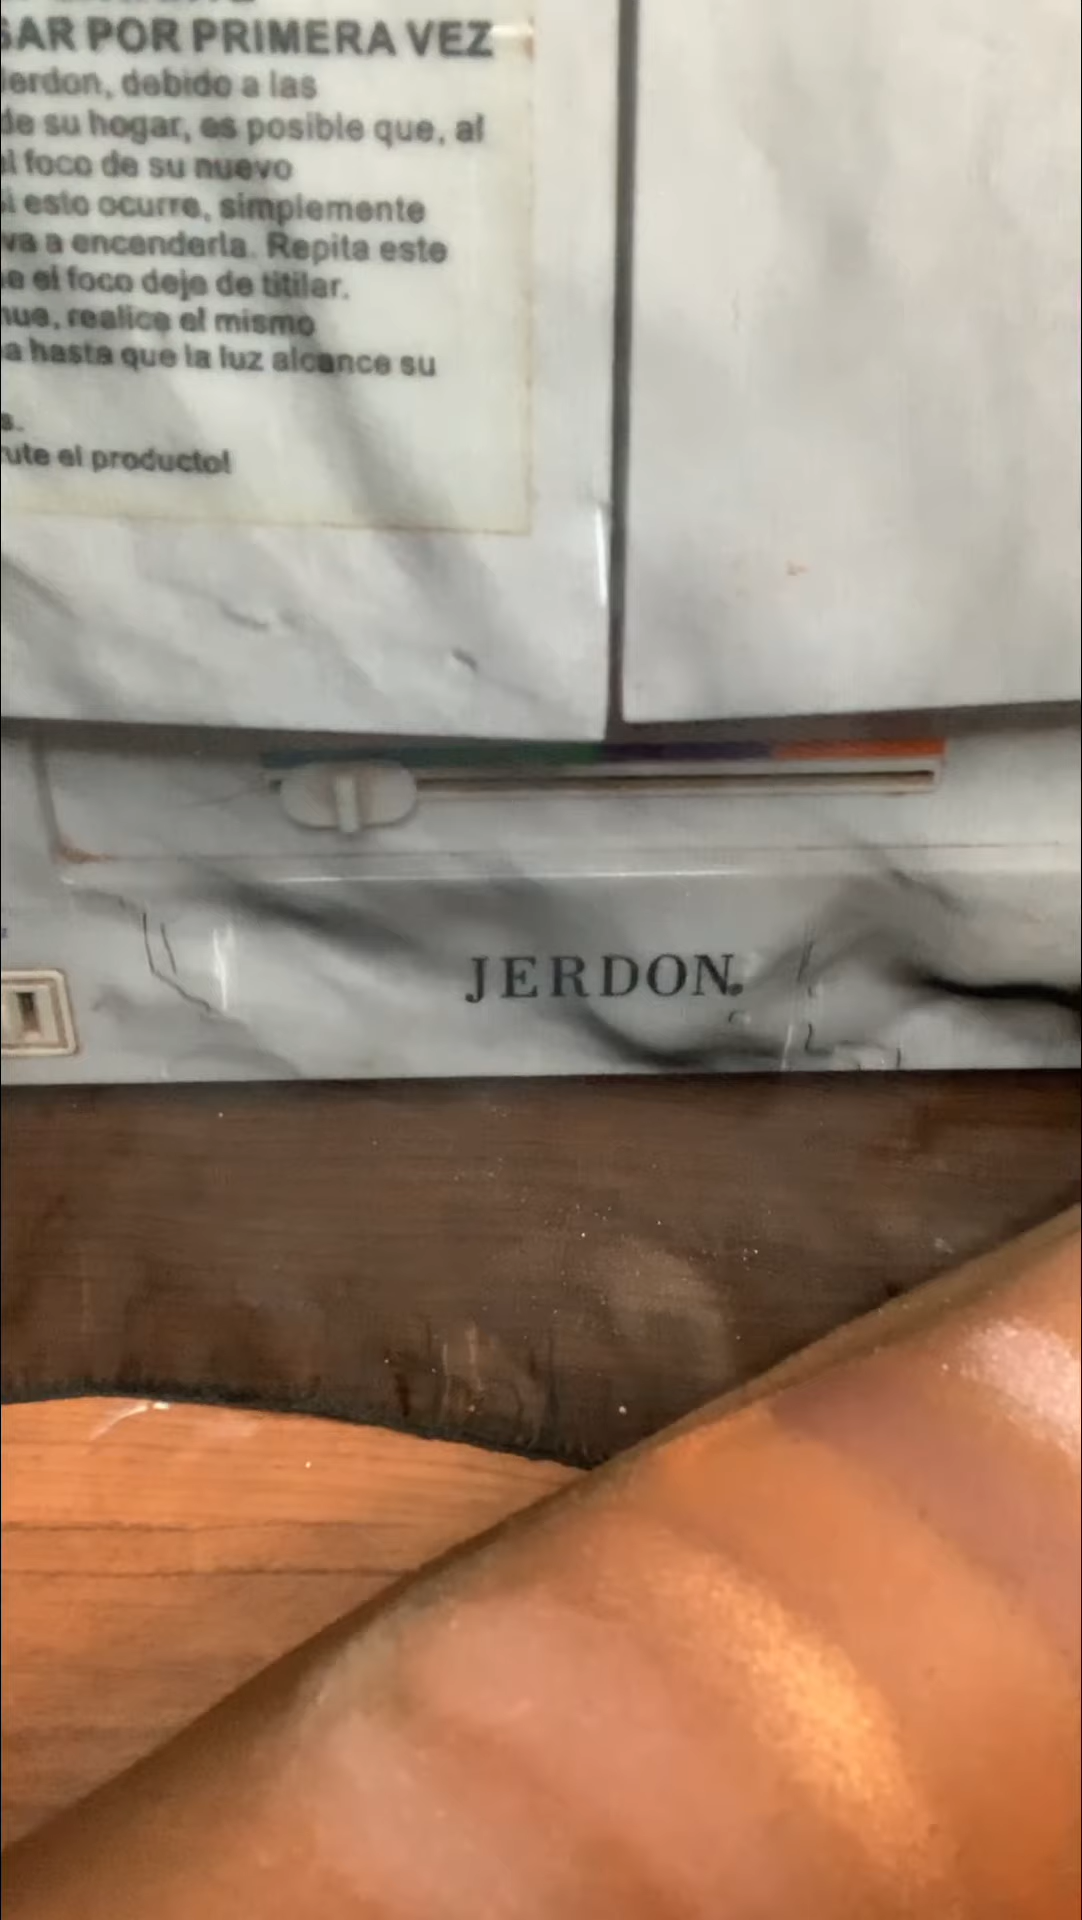 SAR POR PRIMERA VEZ
Jerdon, debido a las
de su hogar, es posible que, al
el foco de su nuevo
si esto ocurre, simplemente
va a encenderla. Repita este
e el foco deje de titilar.
nue, realice el mismo
a hasta que la luz alcance su
s.
ute el producto!
JERDON